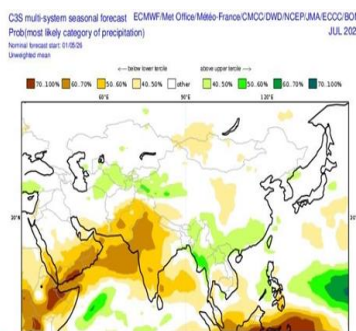 C3S multi-system seasonal forecast ECMWF/Met Office/Météo-France/CMCC/DWD/NCEP/JMA/ECCC/BOM
Prob(most likely category of precipitation) JUL 202
Nominal forecast start: 01/05/26
Unweighted mean
<— below lower tercile above upper tercile —>
70..100% 60..70% 50..60% 40..50% other 40..50% 50..60% 60..70% 70..100%
60°E 90°E 120°E
30°N 30°N